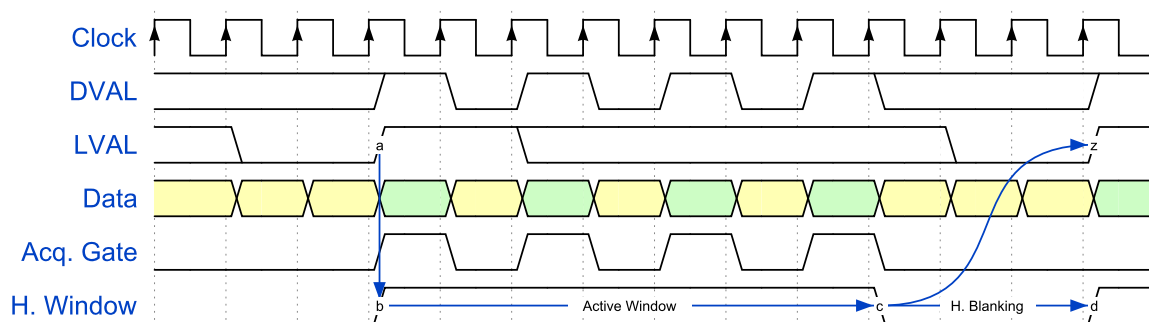 Clock
DVAL
LVAL a z
Data
Acq. Gate
H. Window b Active Window c H. Blanking d